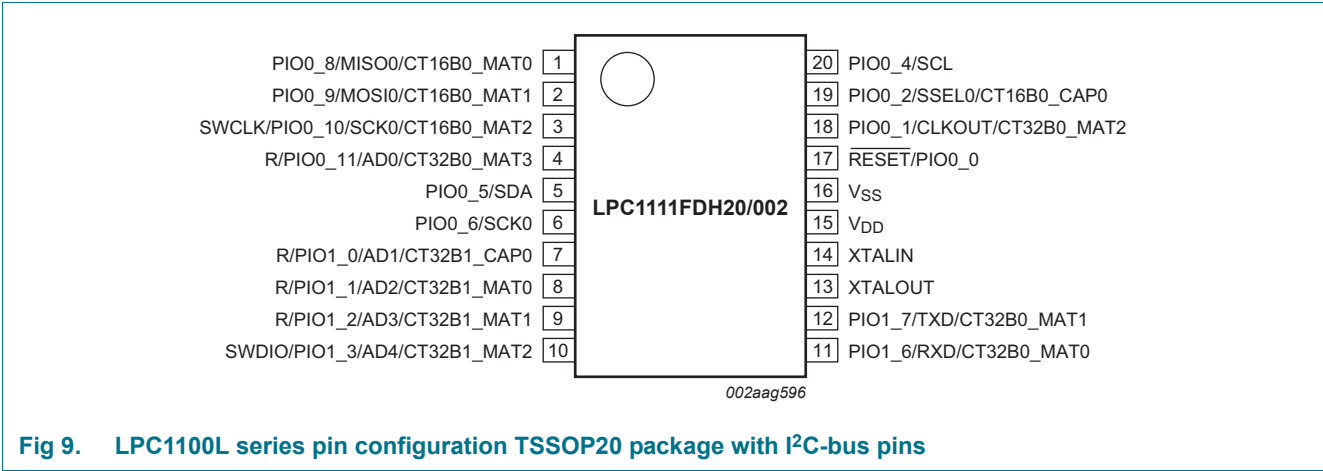 PIO0_8/MISO0/CT16B0_MAT0 1
PIO0_9/MOSI0/CT16B0_MAT1 2
SWCLK/PIO0_10/SCK0/CT16B0_MAT2 3
R/PIO0_11/AD0/CT32B0_MAT3 4
PIO0_5/SDA 5
PIO0_6/SCK0 6
R/PIO1_0/AD1/CT32B1_CAP0 7
R/PIO1_1/AD2/CT32B1_MAT0 8
R/PIO1_2/AD3/CT32B1_MAT1 9
SWDIO/PIO1_3/AD4/CT32B1_MAT2 10
LPC1111FDH20/002
20 PIO0_4/SCL
19 PIO0_2/SSEL0/CT16B0_CAP0
18 PIO0_1/CLKOUT/CT32B0_MAT2
17 RESET/PIO0_0
16 VSS
15 VDD
14 XTALIN
13 XTALOUT
12 PIO1_7/TXD/CT32B0_MAT1
11 PIO1_6/RXD/CT32B0_MAT0
002aag596
Fig 9. LPC1100L series pin configuration TSSOP20 package with I2C-bus pins